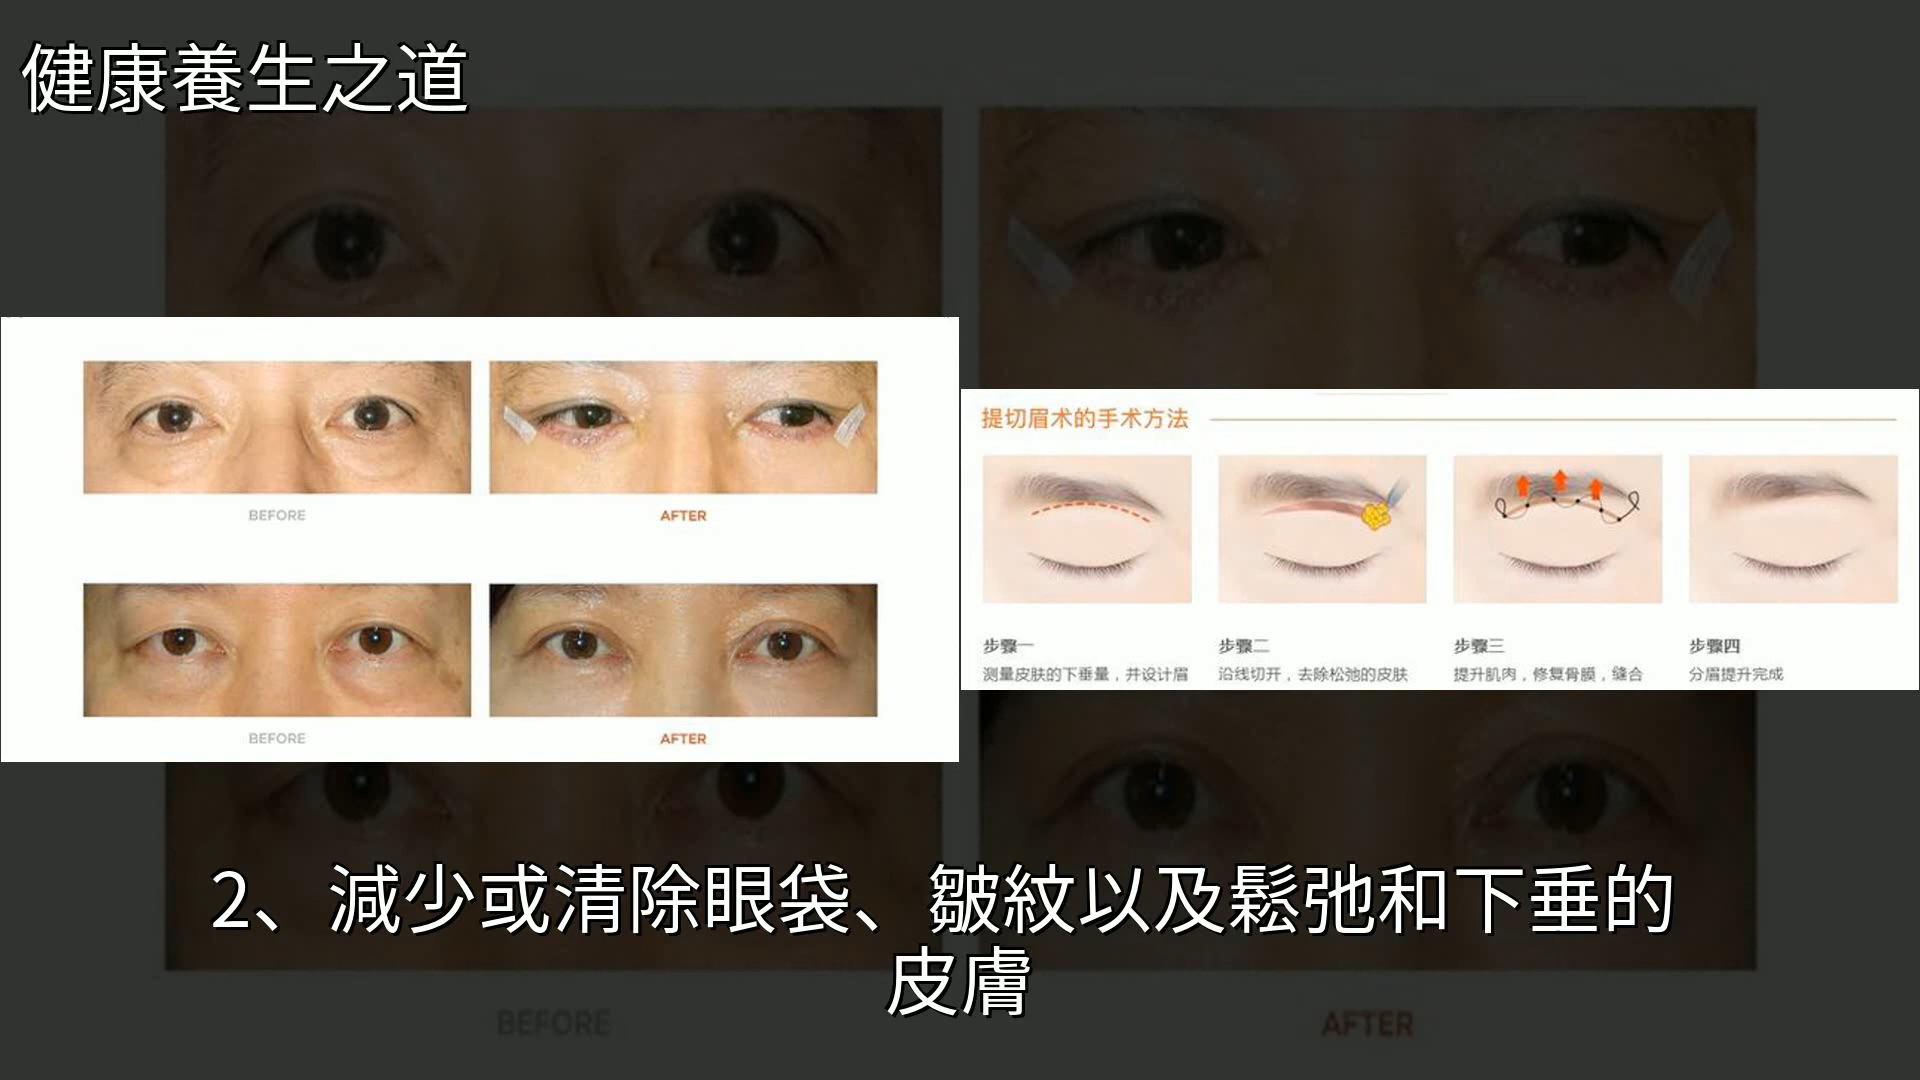 健康養生之道
BEFORE
AFTER
BEFORE
AFTER
提切眉术的手术方法
步骤一
测量皮肤的下垂量，并设计眉
步骤二
沿线切开，去除松弛的皮肤
步骤三
提升肌肉，修复骨膜，缝合
步骤四
分眉提升完成
2、減少或清除眼袋、皺紋以及鬆弛和下垂的
皮膚
BEFORE
AFTER